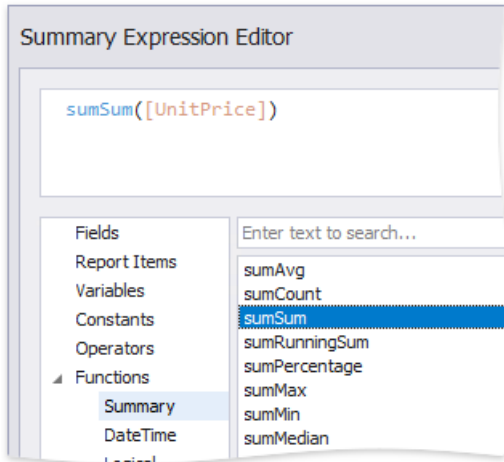 Summary Expression Editor
sumSum([UnitPrice])
Fields
Report Items
Variables
Constants
Operators
Functions
Summary
DateTime
Logical
Enter text to search...
sumAvg
sumCount
sumSum
sumRunningSum
sumPercentage
sumMax
sumMin
sumMedian